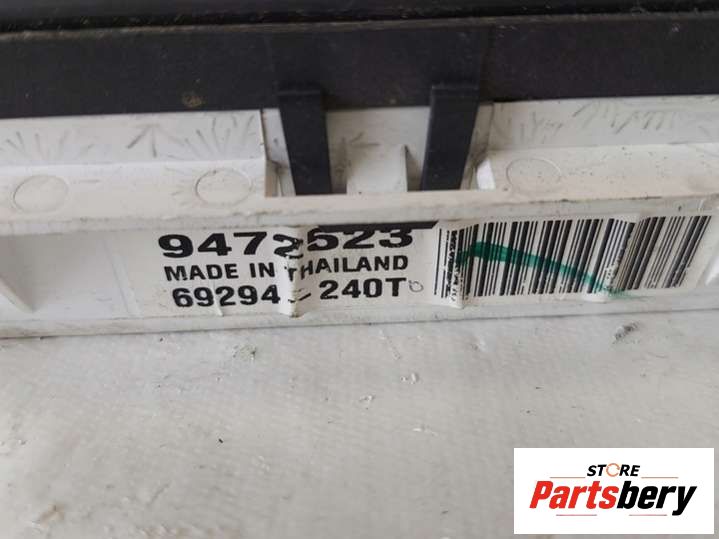 9472523
MADE IN THAILAND
69294-240T
STORE
Partsbery